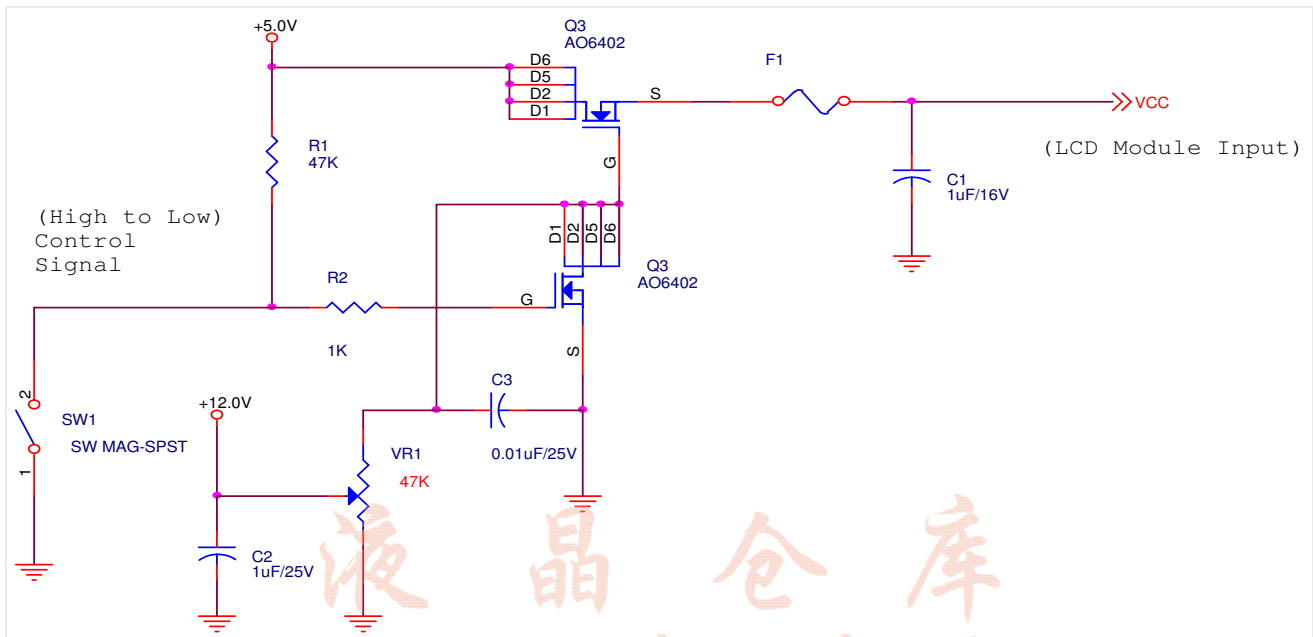 +5.0V
Q3
AO6402
D6
D5
D2
D1
S
G
F1
VCC
(LCD Module Input)
R1
47K
C1
1uF/16V
(High to Low)
Control
Signal
D1
D2
D5
D6
Q3
AO6402
R2
1K
G
S
2
1
SW1
SW MAG-SPST
+12.0V
C3
0.01uF/25V
VR1
47K
C2
1uF/25V
液晶仓库